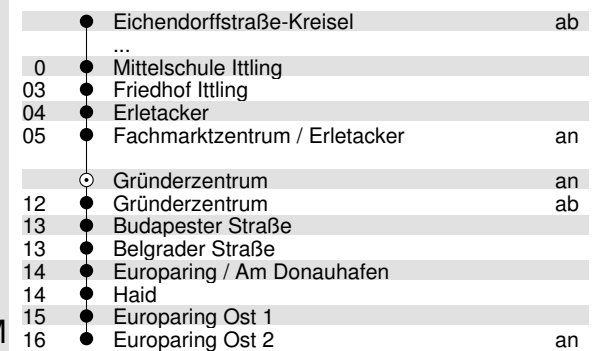 Eichendorffstraße-Kreisel ab
...
0 Mittelschule Ittling
03 Friedhof Ittling
04 Erletacker
05 Fachmarktzentrum / Erletacker an
Gründerzentrum an
12 Gründerzentrum ab
13 Budapester Straße
13 Belgrader Straße
14 Europaring / Am Donauhafen
14 Haid
15 Europaring Ost 1
16 Europaring Ost 2 an